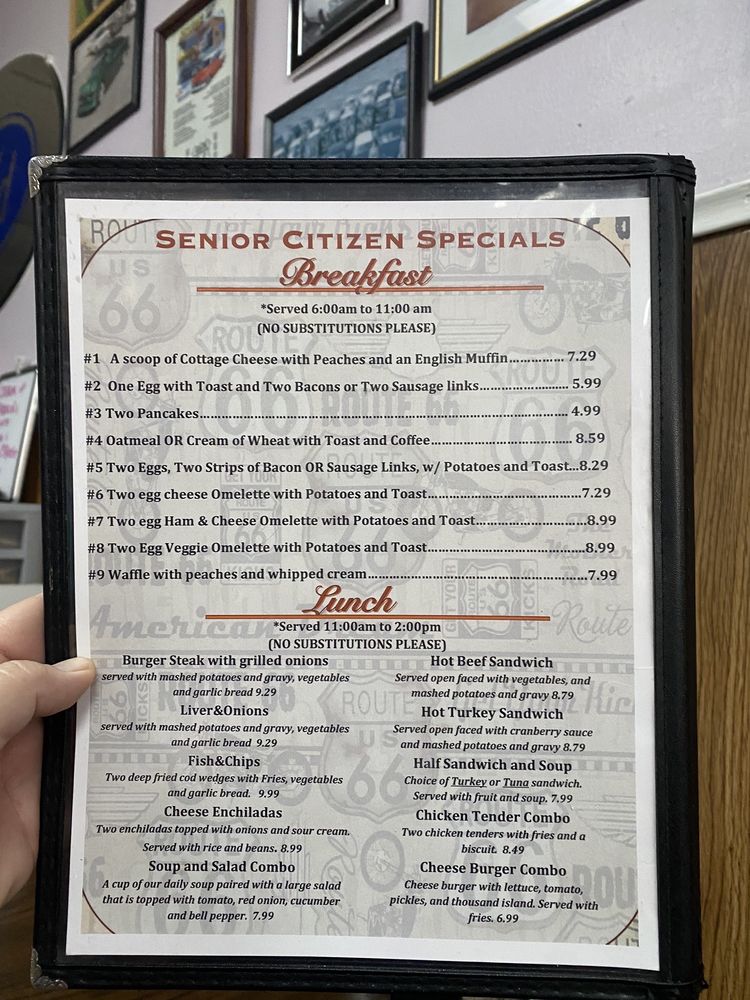 SENIOR CITIZEN SPECIALS
Breakfast
*Served 6:00am to 11:00 am
(NO SUBSTITUTIONS PLEASE)
#1 A scoop of Cottage Cheese with Peaches and an English Muffin............... 7.29
#2 One Egg with Toast and Two Bacons or Two Sausage links......................... 5.99
#3 Two Pancakes.................................................................................................. 4.99
#4 Oatmeal OR Cream of Wheat with Toast and Coffee..................................... 8.59
#5 Two Eggs, Two Strips of Bacon OR Sausage Links, w/ Potatoes and Toast...8.29
#6 Two egg cheese Omelette with Potatoes and Toast..........................................7.29
#7 Two egg Ham & Cheese Omelette with Potatoes and Toast..............................8.99
#8 Two Egg Veggie Omelette with Potatoes and Toast..........................................8.99
#9 Waffle with peaches and whipped cream..........................................................7.99
Lunch
*Served 11:00am to 2:00pm
(NO SUBSTITUTIONS PLEASE)
Burger Steak with grilled onions
served with mashed potatoes and gravy, vegetables
and garlic bread 9.29
Liver&Onions
served with mashed potatoes and gravy, vegetables
and garlic bread 9.29
Fish&Chips
Two deep fried cod wedges with Fries, vegetables
and garlic bread. 9.99
Cheese Enchiladas
Two enchiladas topped with onions and sour cream.
Served with rice and beans. 8.99
Soup and Salad Combo
A cup of our daily soup paired with a large salad
that is topped with tomato, red onion, cucumber
and bell pepper. 7.99
Hot Beef Sandwich
Served open faced with vegetables, and
mashed potatoes and gravy 8.79
Hot Turkey Sandwich
Served open faced with cranberry sauce
and mashed potatoes and gravy 8.79
Half Sandwich and Soup
Choice of Turkey or Tuna sandwich.
Served with fruit and soup. 7.99
Chicken Tender Combo
Two chicken tenders with fries and a
biscuit. 8.49
Cheese Burger Combo
Cheese burger with lettuce, tomato,
pickles, and thousand island. Served with
fries. 6.99